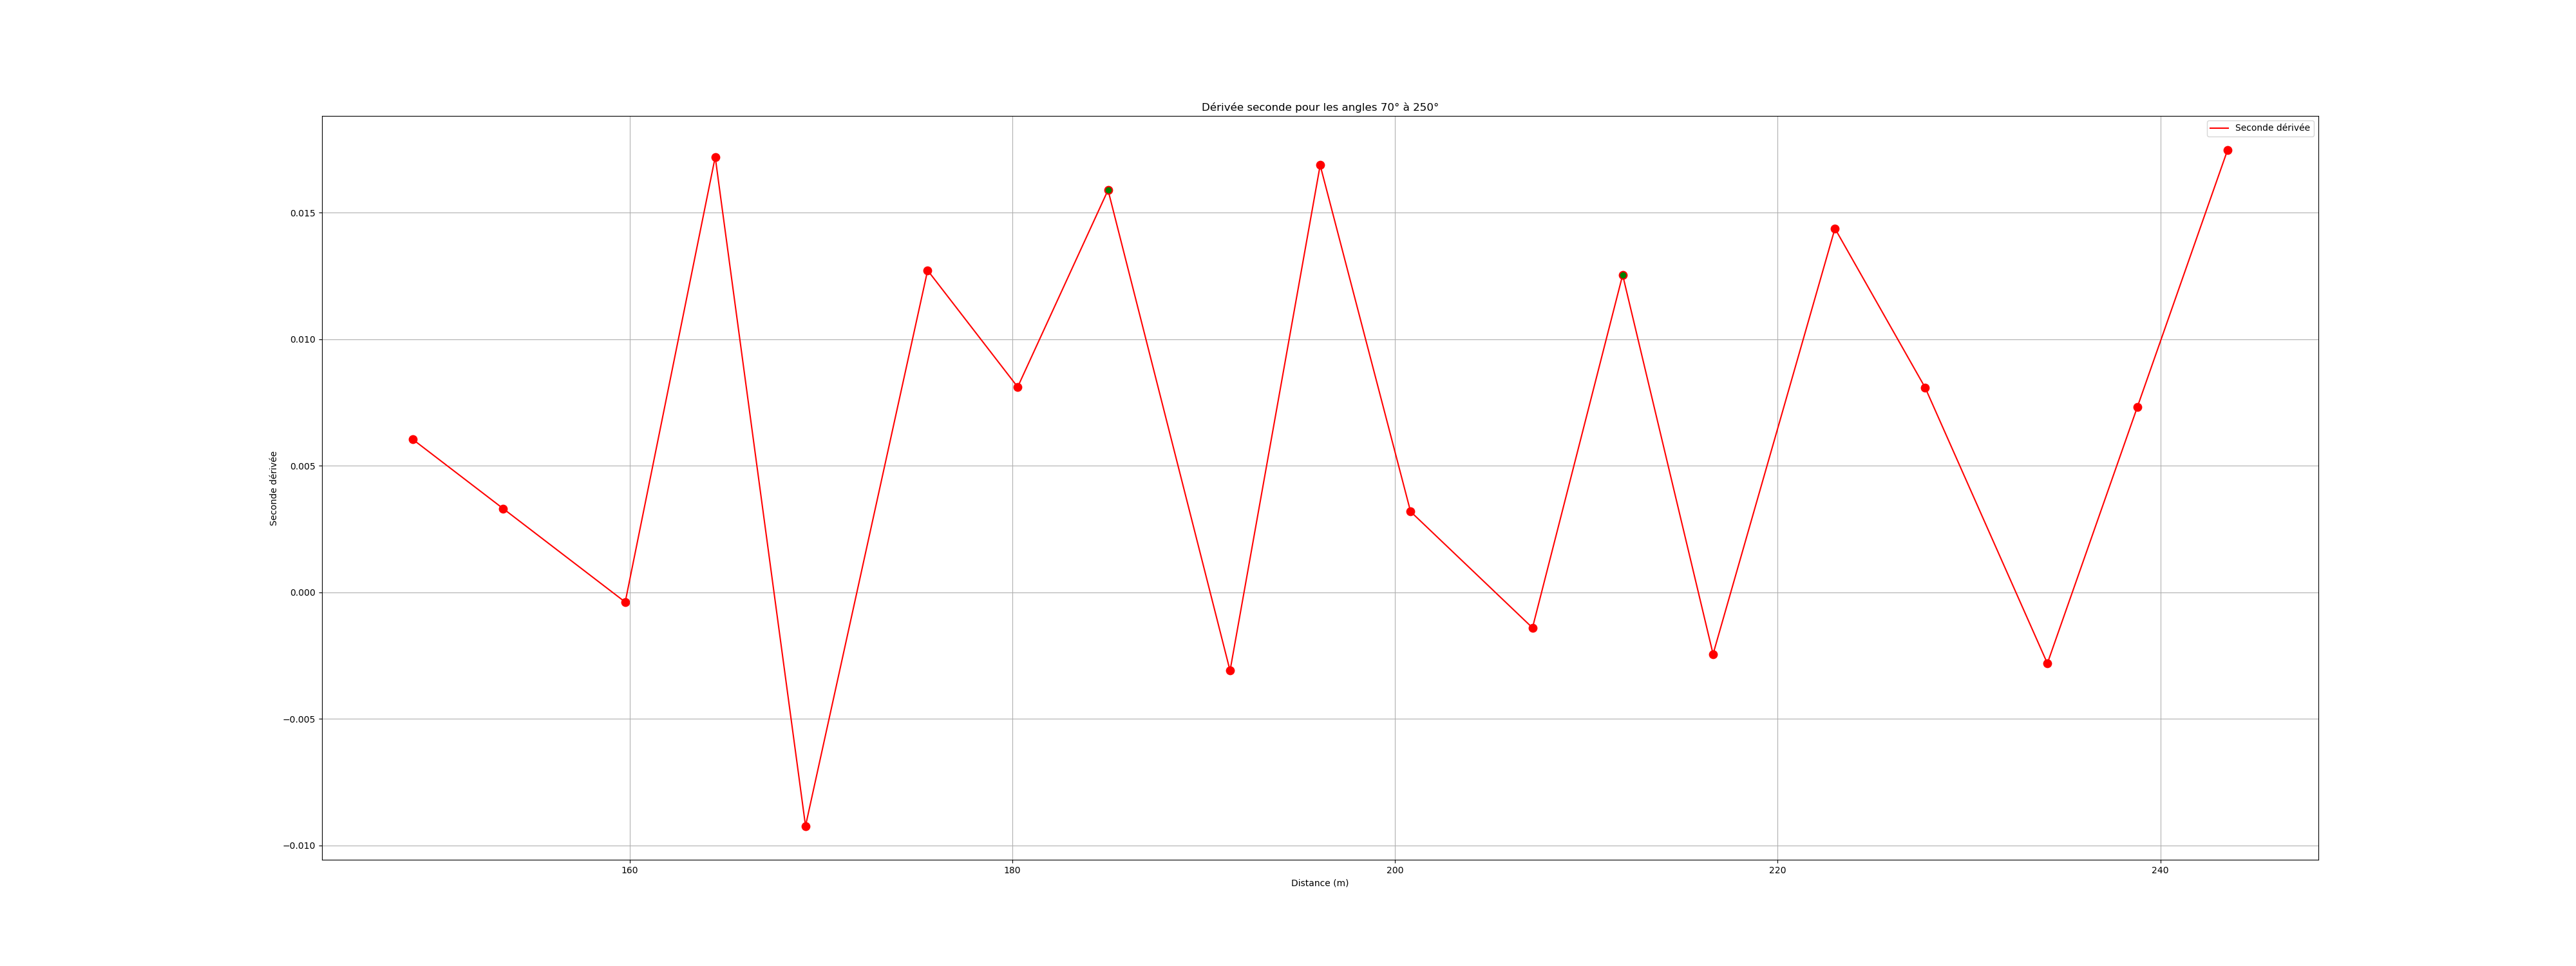 Dérivée seconde pour les angles 70° à 250°
Seconde dérivée
0.015
0.010
0.005
0.000
−0.005
−0.010
Seconde dérivée
160
180
200
220
240
Distance (m)